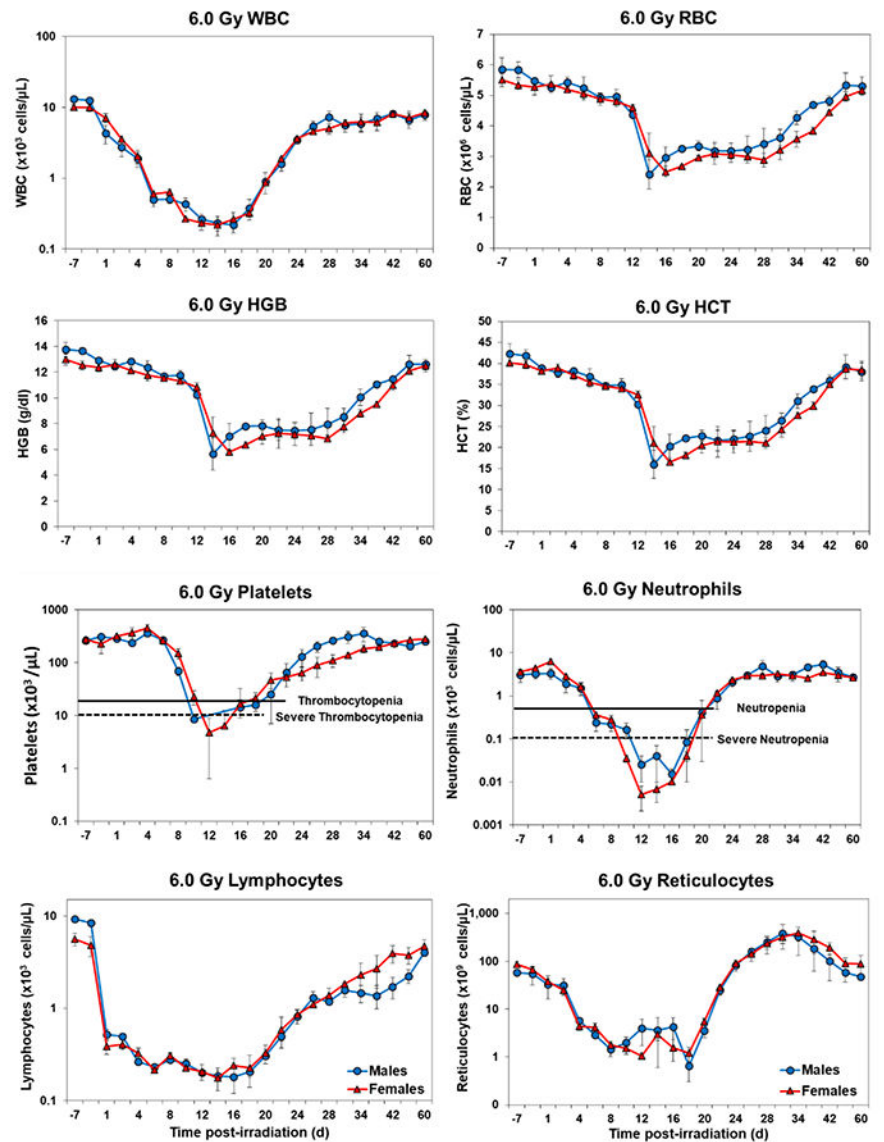 6.0 Gy WBC
WBC (x10³ cells/µL)
100
10
1
0.1
-7 1 4 8 12 16 20 24 28 34 42 60
6.0 Gy RBC
RBC (x10⁶ cells/µL)
7
6
5
4
3
2
1
0
-7 1 4 8 12 16 20 24 28 34 42 60
6.0 Gy HGB
HGB (g/dl)
16
14
12
10
8
6
4
2
0
-7 1 4 8 12 16 20 24 28 34 42 60
6.0 Gy HCT
HCT (%)
50
45
40
35
30
25
20
15
10
5
0
-7 1 4 8 12 16 20 24 28 34 42 60
6.0 Gy Platelets
Platelets (x10³ /µL)
1000
100
10
1
0.1
Thrombocytopenia
Severe Thrombocytopenia
-7 1 4 8 12 16 20 24 28 34 42 60
6.0 Gy Neutrophils
Neutrophils (x10³ cells/µL)
100
10
1
0.1
0.01
0.001
Neutropenia
Severe Neutropenia
-7 1 4 8 12 16 20 24 28 34 42 60
6.0 Gy Lymphocytes
Lymphocytes (x10³ cells/µL)
10
1
0.1
Males
Females
-7 1 4 8 12 16 20 24 28 34 42 60
Time post-irradiation (d)
6.0 Gy Reticulocytes
Reticulocytes (x10⁹ cells/µL)
1,000
100
10
1
0
Males
Females
-7 1 4 8 12 16 20 24 28 34 42 60
Time post-irradiation (d)